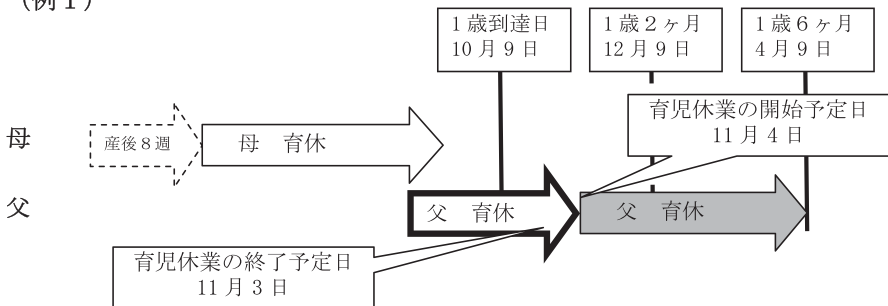 （例１）
１歳到達日
10月９日
１歳２ヶ月
12月９日
１歳６ヶ月
４月９日
育児休業の開始予定日
11月４日
母
産後８週
母　育休
父
父　育休
父　育休
育児休業の終了予定日
11月３日